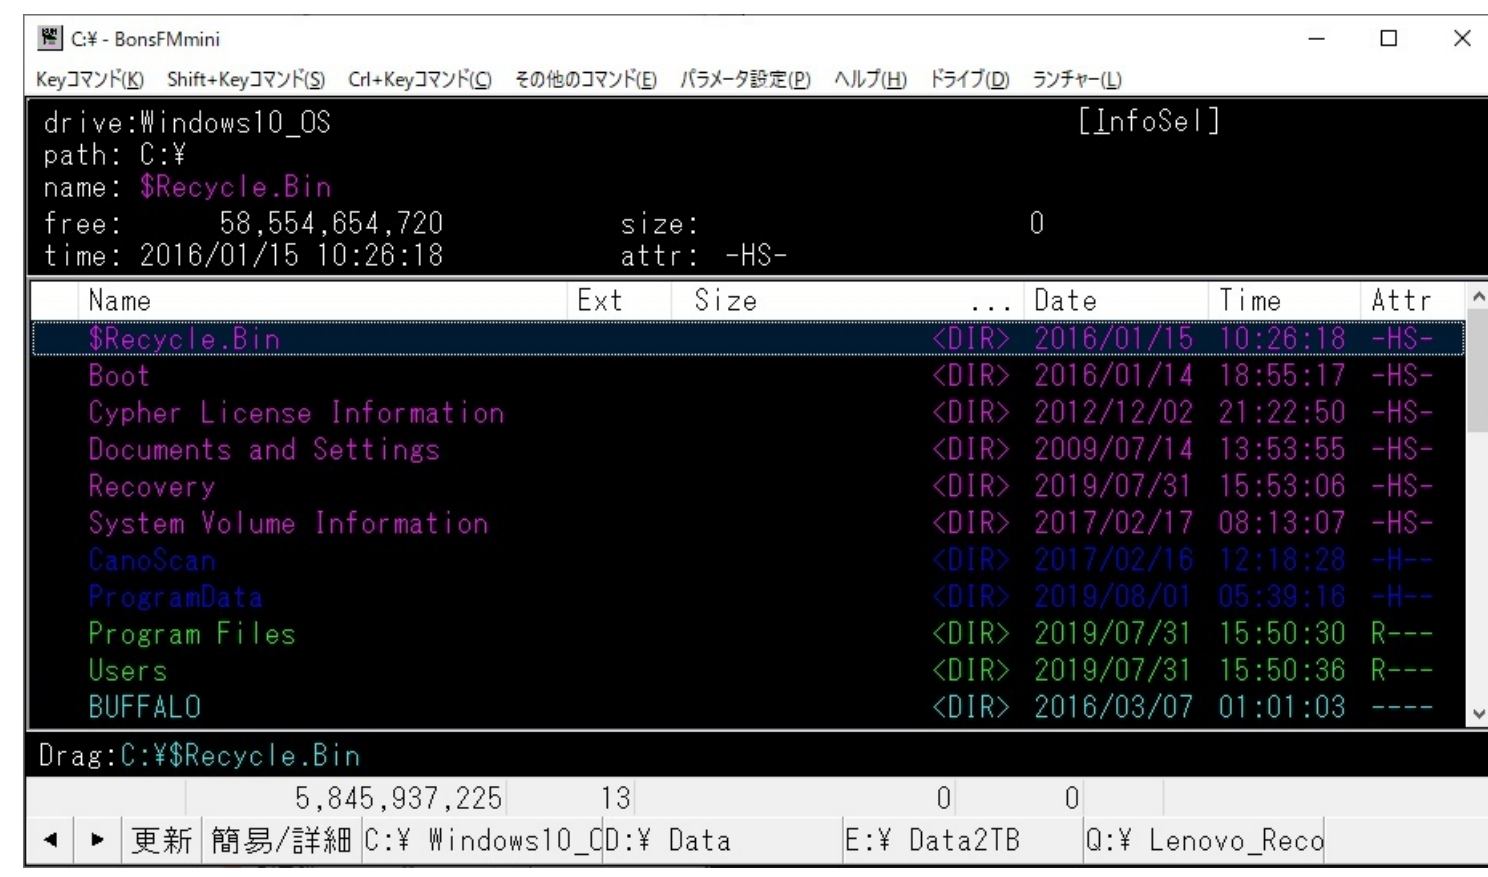 C:¥ - BonsFMmini
Keyコマンド(K) Shift+Keyコマンド(S) Crl+Keyコマンド(C) その他のコマンド(E) パラメータ設定(P) ヘルプ(H) ドライブ(D) ランチャー(L)
drive:Windows10_OS [InfoSel]
path: C:¥
name: $Recycle.Bin
free: 58,554,654,720 size: 0
time: 2016/01/15 10:26:18 attr: -HS-
Name Ext Size ... Date Time Attr
$Recycle.Bin <DIR> 2016/01/15 10:26:18 -HS-
Boot <DIR> 2016/01/14 18:55:17 -HS-
Cypher License Information <DIR> 2012/12/02 21:22:50 -HS-
Documents and Settings <DIR> 2009/07/14 13:53:55 -HS-
Recovery <DIR> 2019/07/31 15:53:06 -HS-
System Volume Information <DIR> 2017/02/17 08:13:07 -HS-
CanoScan <DIR> 2017/02/16 12:18:28 -H--
ProgramData <DIR> 2019/08/01 05:39:16 -H--
Program Files <DIR> 2019/07/31 15:50:30 R---
Users <DIR> 2019/07/31 15:50:36 R---
BUFFALO <DIR> 2016/03/07 01:01:03 ----
Drag:C:¥$Recycle.Bin
5,845,937,225 13 0 0
◄ ► 更新 簡易/詳細 C:¥ Windows10_O D:¥ Data E:¥ Data2TB Q:¥ Lenovo_Reco